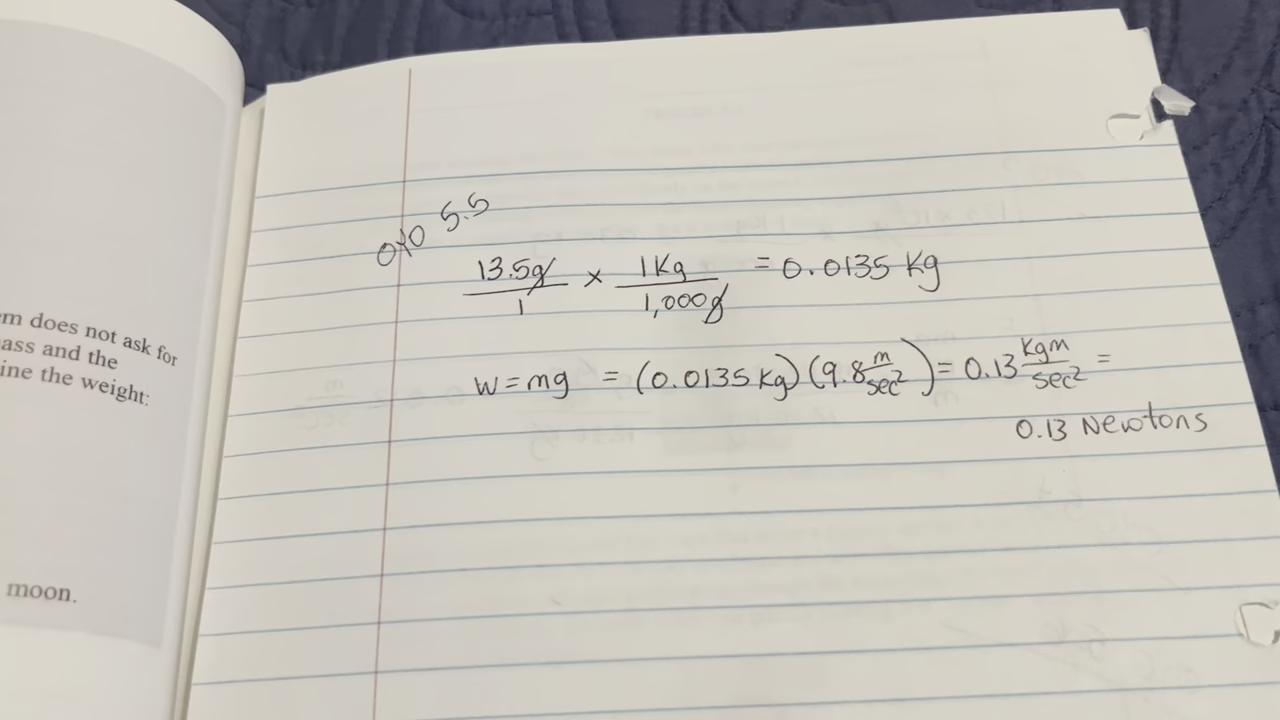 m does not ask for
ass and the
ine the weight:
moon.
OYO 5.5
13.5g/1 × 1Kg/1,000g = 0.0135 Kg
W = mg = (0.0135 Kg)(9.8 m/sec²) = 0.13 Kgm/sec² =
0.13 Newtons